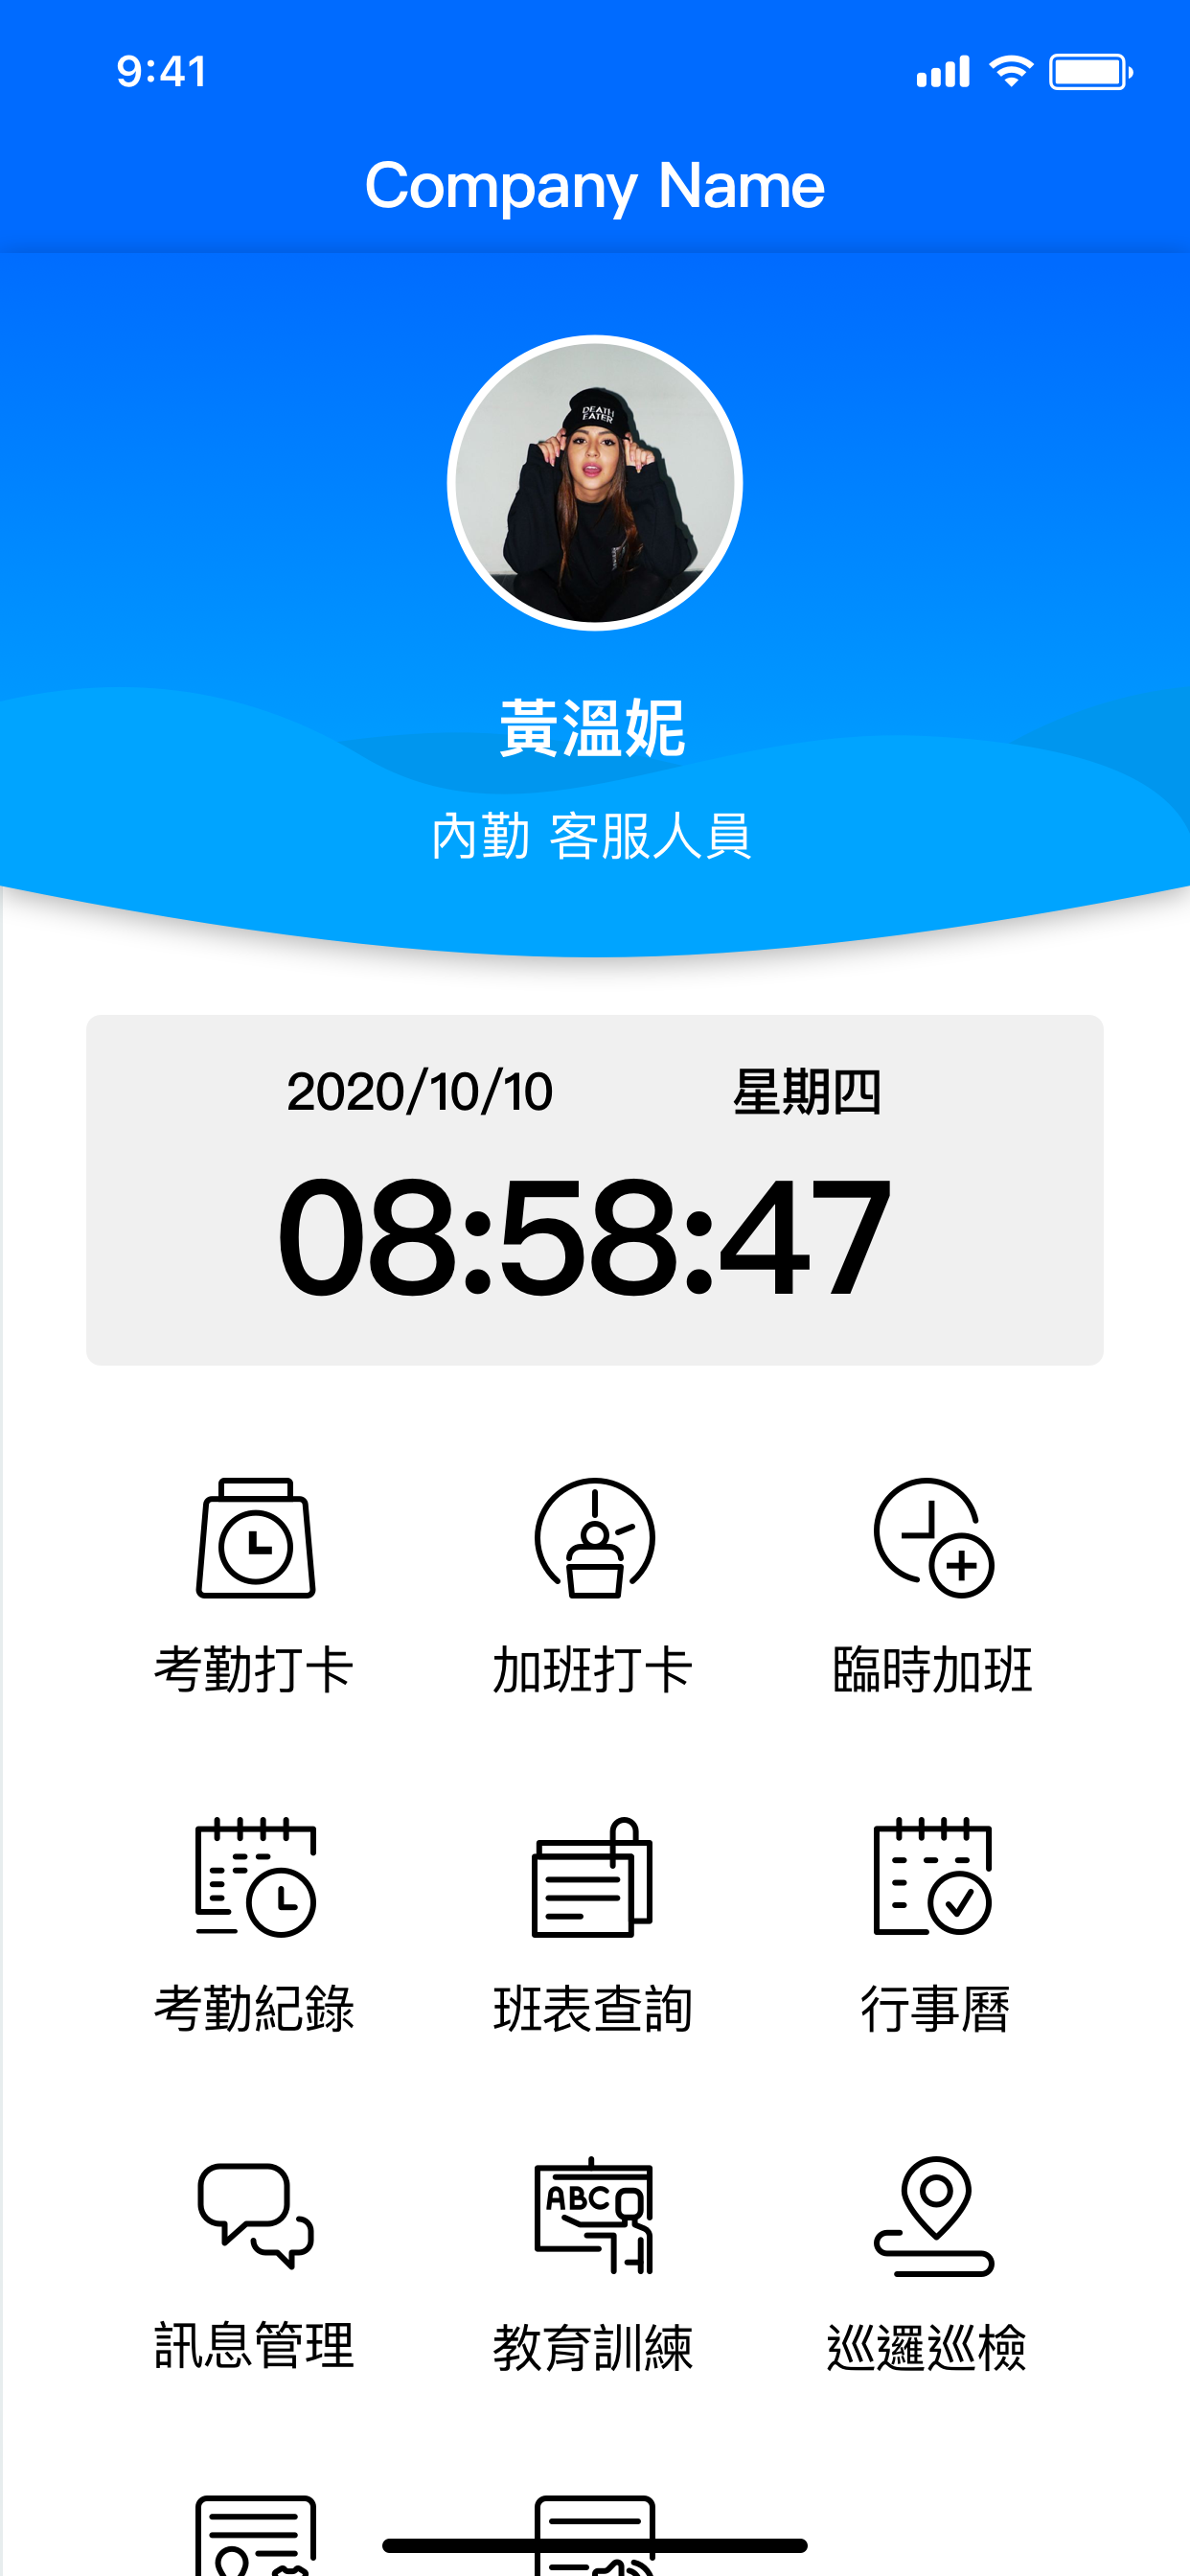 9:41
Company Name
DEATH
EATER
黃溫妮
內勤 客服人員
2020/10/10 星期四
08:58:47
考勤打卡 加班打卡 臨時加班
考勤紀錄 班表查詢 行事曆
ABC
訊息管理 教育訓練 巡邏巡檢